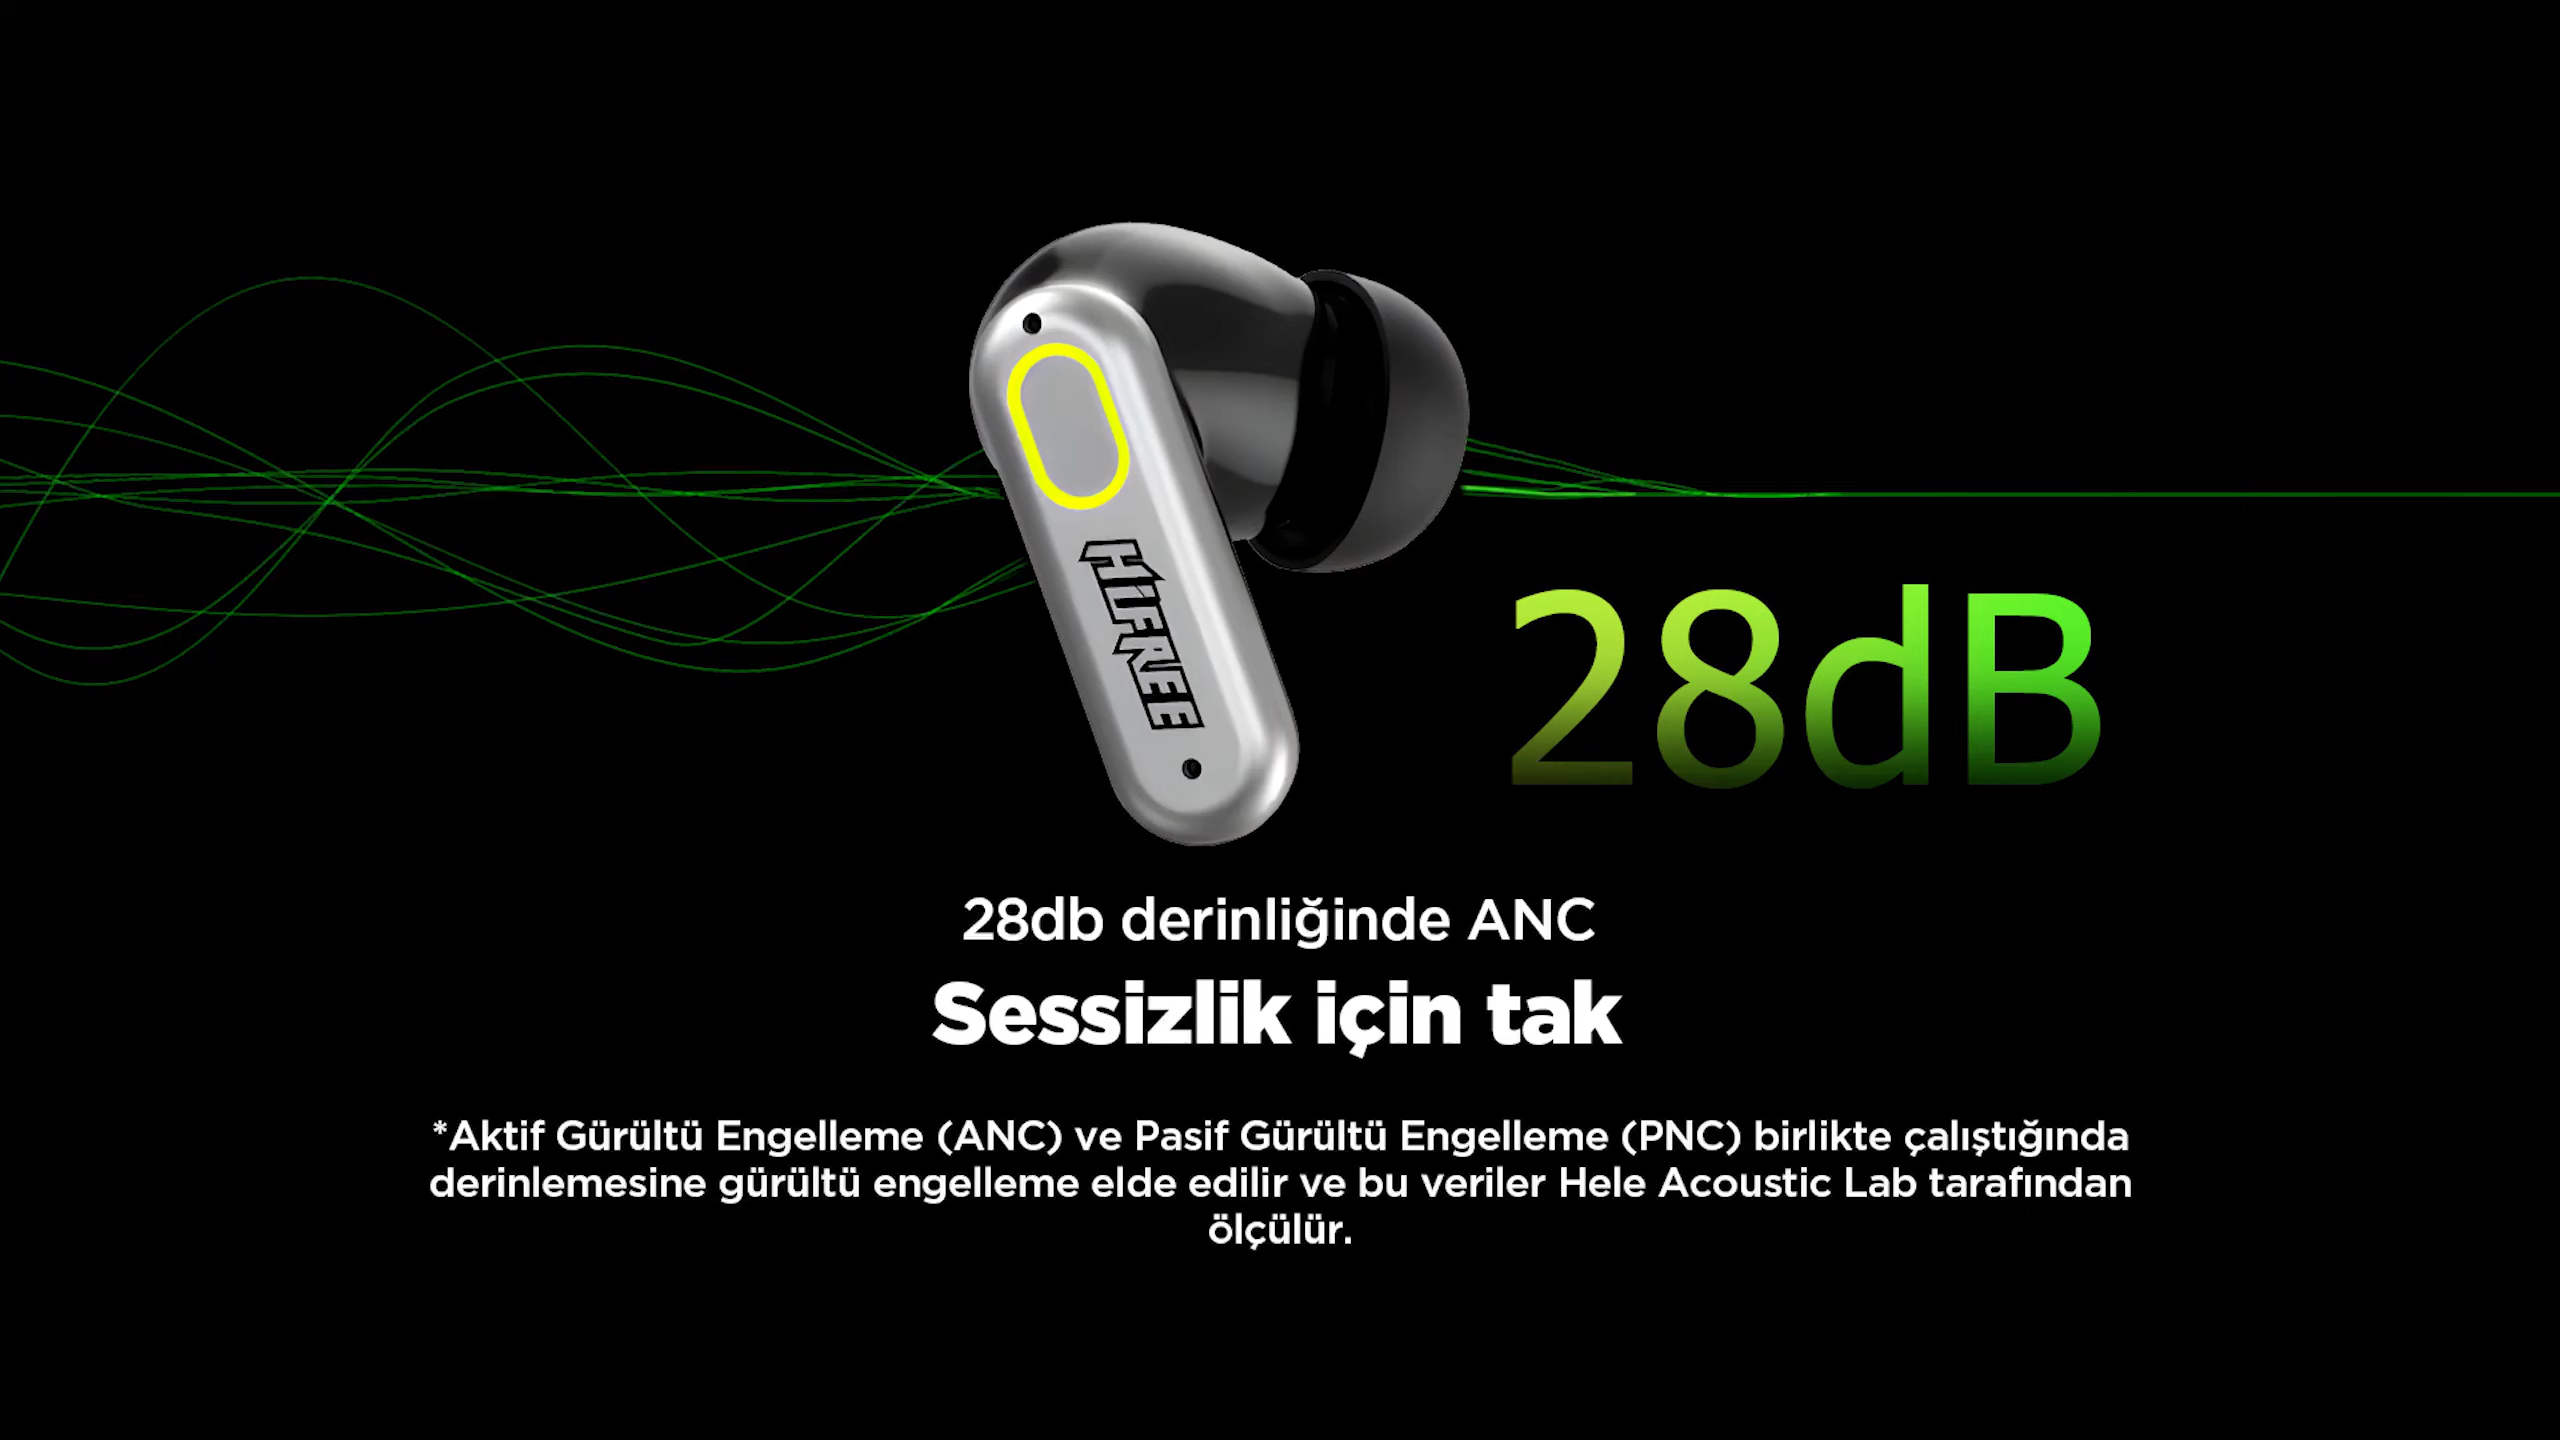 HLFREE
28dB
28db derinliğinde ANC
Sessizlik için tak
*Aktif Gürültü Engelleme (ANC) ve Pasif Gürültü Engelleme (PNC) birlikte çalıştığında
derinlemesine gürültü engelleme elde edilir ve bu veriler Hele Acoustic Lab tarafından
ölçülür.